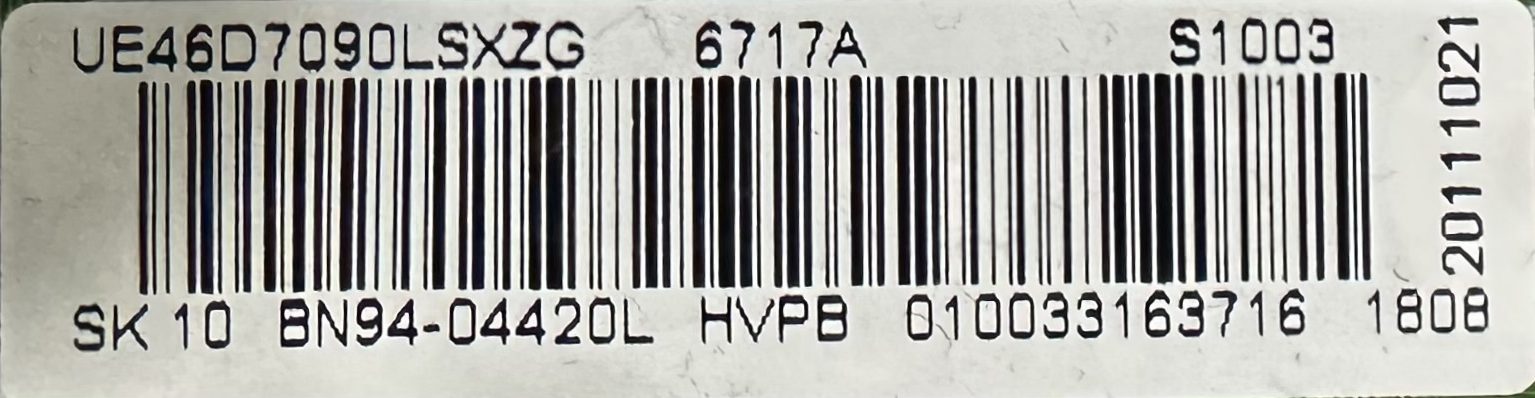 UE46D7090LSXZG 6717A S1003
SK 10 BN94-04420L HVPB 010033163716 1808
20111021